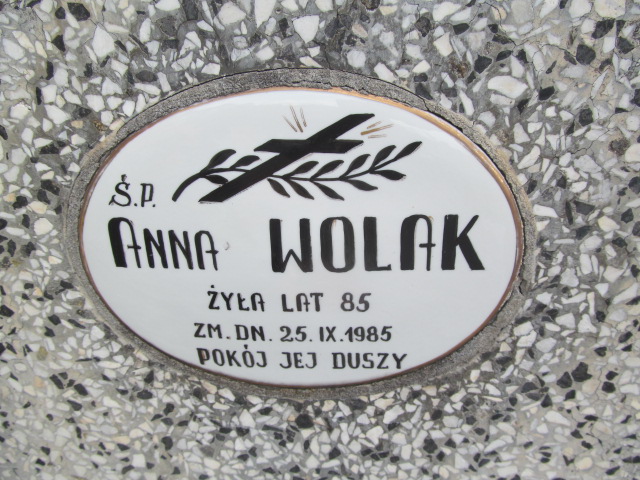 Ś.P.
ANNA WOLAK
ŻYŁA LAT 85
ZM. DN. 25. IX. 1985
POKÓJ JEJ DUSZY